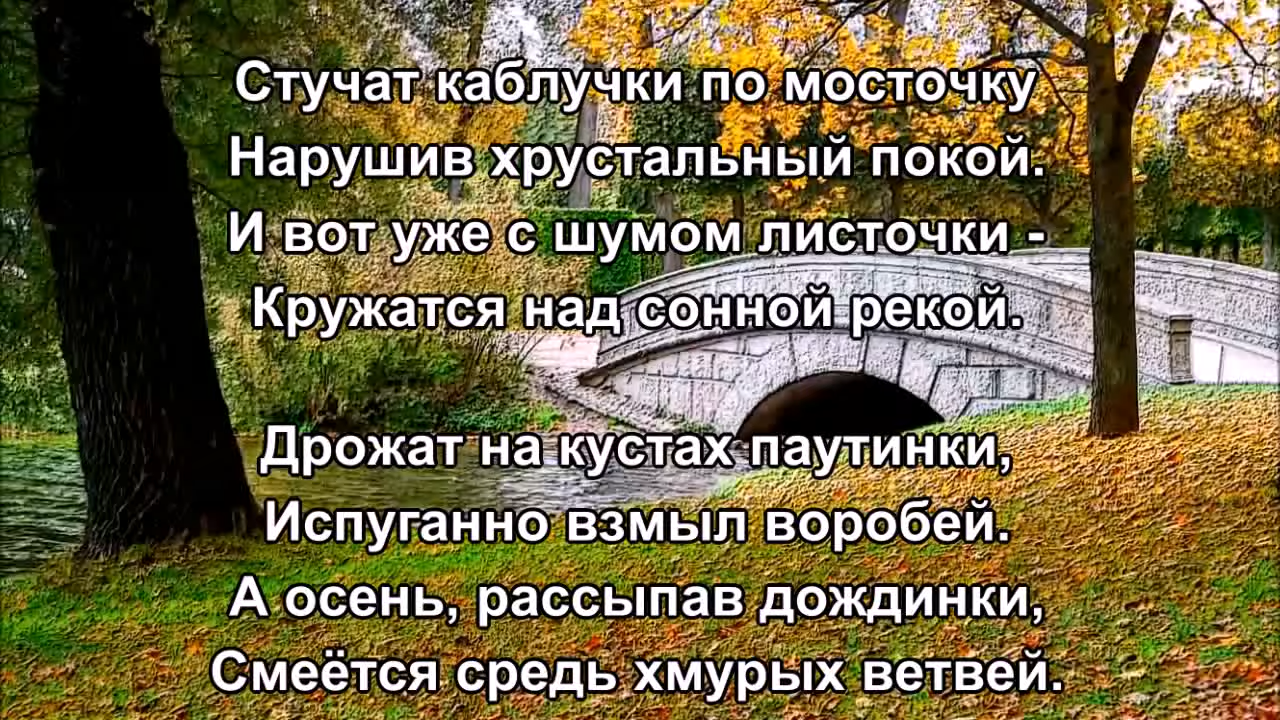 Стучат каблучки по мосточку
Нарушив хрустальный покой.
И вот уже с шумом листочки -
Кружатся над сонной рекой.
Дрожат на кустах паутинки,
Испуганно взмыл воробей.
А осень, рассыпав дождинки,
Смеётся средь хмурых ветвей.